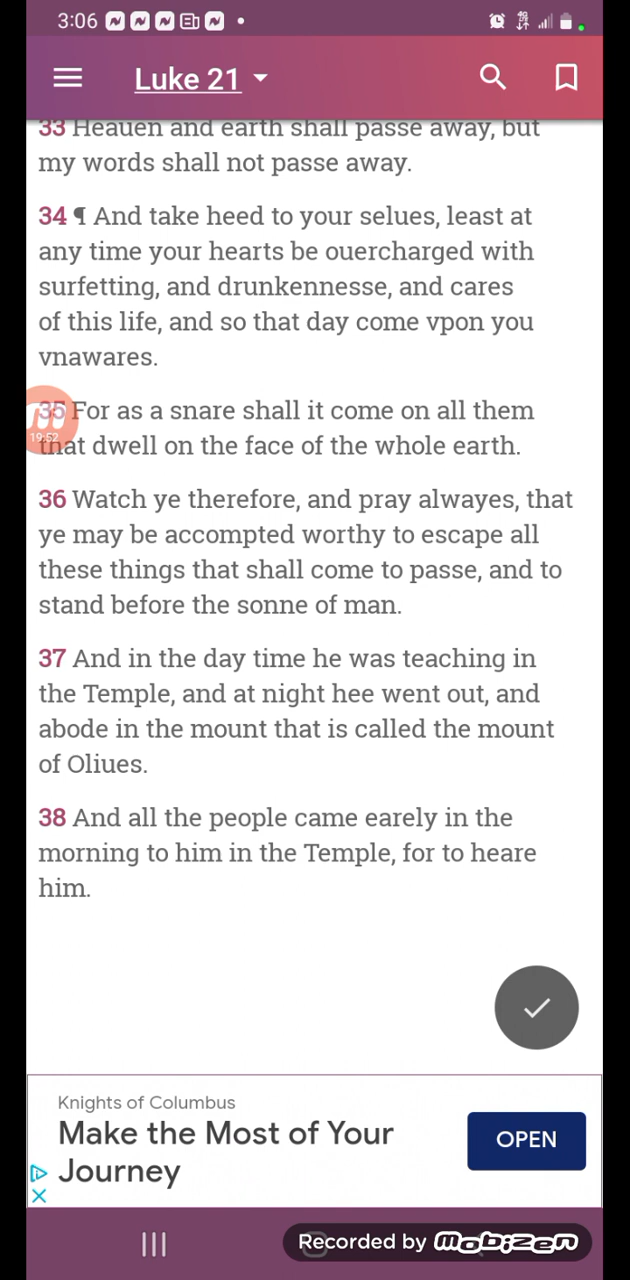 3:06
Luke 21
33 Heauen and earth shall passe away, but
my words shall not passe away.
34 ¶ And take heed to your selues, least at
any time your hearts be ouercharged with
surfetting, and drunkennesse, and cares
of this life, and so that day come vpon you
vnawares.
35 For as a snare shall it come on all them
that dwell on the face of the whole earth.
19:52
36 Watch ye therefore, and pray alwayes, that
ye may be accompted worthy to escape all
these things that shall come to passe, and to
stand before the sonne of man.
37 And in the day time he was teaching in
the Temple, and at night hee went out, and
abode in the mount that is called the mount
of Oliues.
38 And all the people came earely in the
morning to him in the Temple, for to heare
him.
Knights of Columbus
Make the Most of Your
Journey
OPEN
Recorded by mobizen